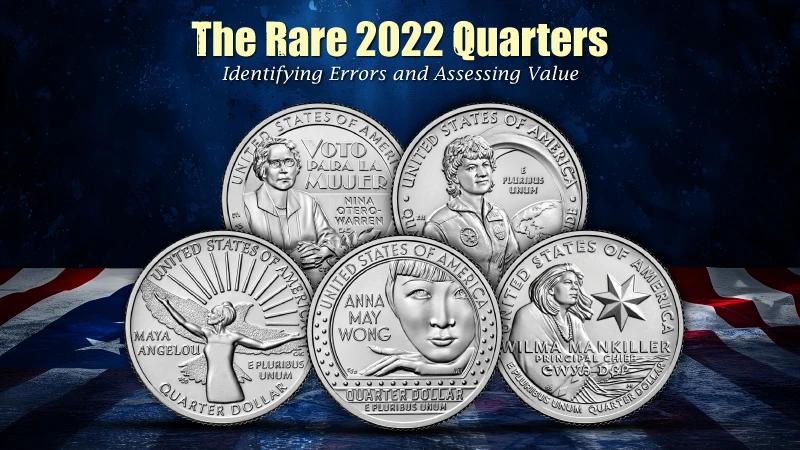 The Rare 2022 Quarters
Identifying Errors and Assessing Value
UNITED STATES OF AMERI
VOTO
PARA LA
MUJER
NINA
OTERO-
WARREN
UNITED STATES OF AMERICA
E
PLURIBUS
UNUM
UNITED STATES OF AMERICA
MAYA
ANGELOU
E PLURIBUS
UNUM
QUARTER DOLLAR
UNITED STATES OF AMERICA
ANNA
MAY
WONG
QUARTER DOLLAR
E PLURIBUS UNUM
UNITED STATES OF AMERICA
WILMA MANKILLER
PRINCIPAL CHIEF
ᏣᎳᎩᎯ ᎠᏰᎵ
E PLURIBUS UNUM QUARTER DOLLAR